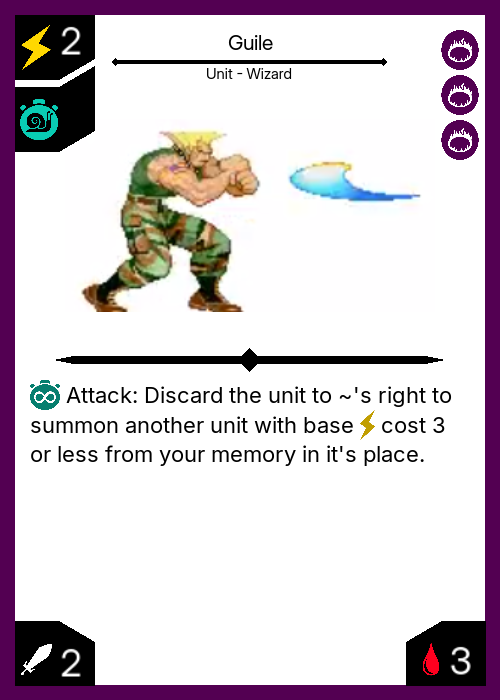 2
Guile
Unit - Wizard
Attack: Discard the unit to ~'s right to
summon another unit with base cost 3
or less from your memory in it's place.
2
3